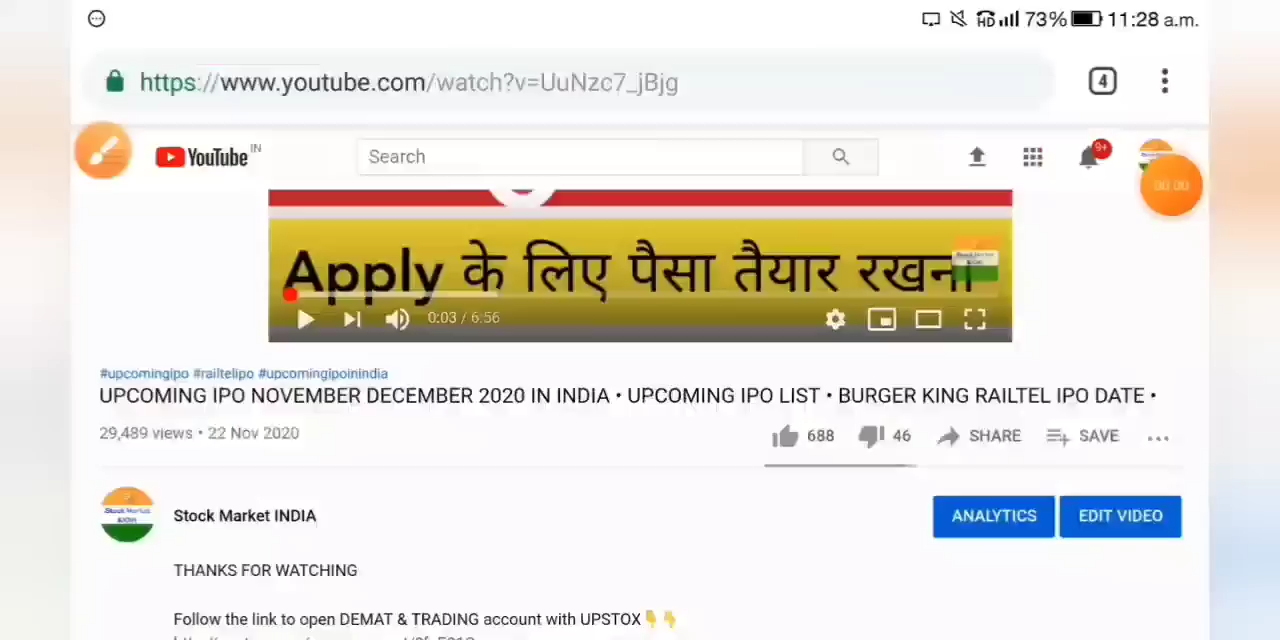 73% 11:28 a.m.
https://www.youtube.com/watch?v=UuNzc7_jBjg 4
YouTube IN Search 9+
00:00
Apply के लिए पैसा तैयार रखना
0:03 / 6:56
#upcomingipo #railtelipo #upcomingipoinindia
UPCOMING IPO NOVEMBER DECEMBER 2020 IN INDIA • UPCOMING IPO LIST • BURGER KING RAILTEL IPO DATE •
29,489 views • 22 Nov 2020 688 46 SHARE SAVE
Stock Market INDIA ANALYTICS EDIT VIDEO
THANKS FOR WATCHING
Follow the link to open DEMAT & TRADING account with UPSTOX👇👇